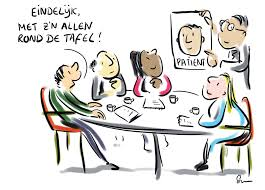 EINDELIJK,
MET Z'N ALLEN
ROND DE TAFEL!
PATIENT